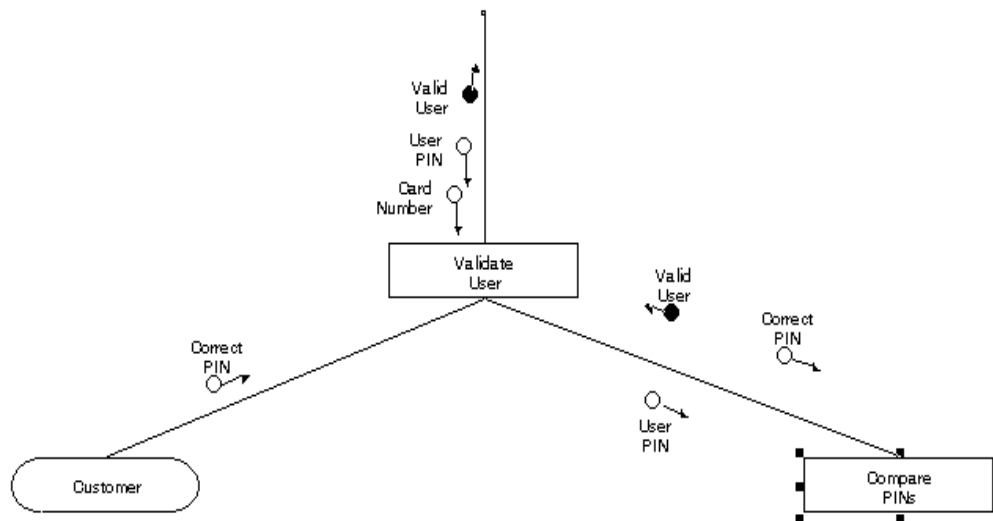 Valid
User
User
PIN
Card
Number
Validate
User
Valid
User
Correct
PIN
Correct
PIN
User
PIN
Customer
Compare
PINs